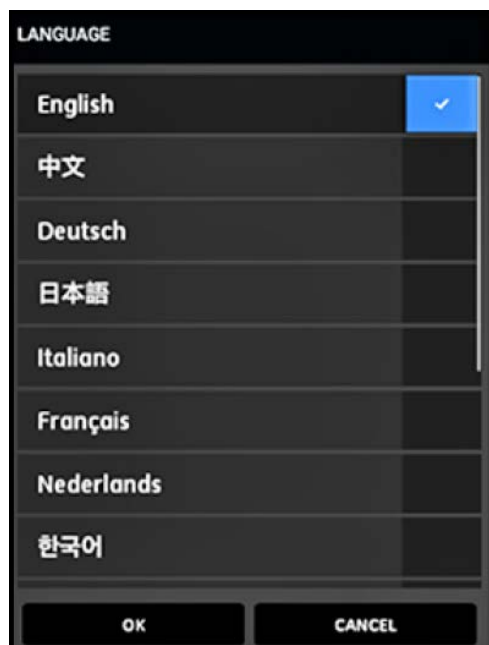 LANGUAGE
English
中文
Deutsch
日本語
Italiano
Français
Nederlands
한국어
OK
CANCEL